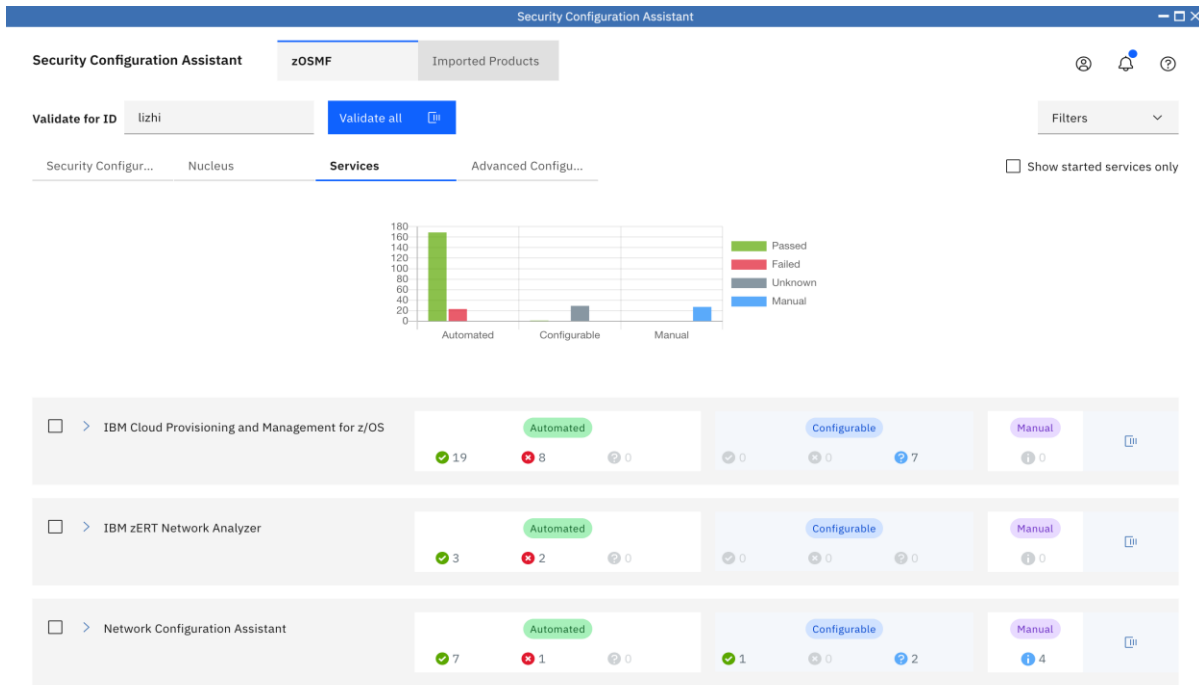 Security Configuration Assistant
Security Configuration Assistant zOSMF Imported Products
Validate for ID lizhi Validate all Filters
Security Configur... Nucleus Services Advanced Configu... Show started services only
180
160
140
120
100
80
60
40
20
0
Automated Configurable Manual
Passed
Failed
Unknown
Manual
IBM Cloud Provisioning and Management for z/OS Automated Configurable Manual
19 8 0 0 0 7 0
IBM zERT Network Analyzer Automated Configurable Manual
3 2 0 0 0 0 0
Network Configuration Assistant Automated Configurable Manual
7 1 0 1 0 2 4